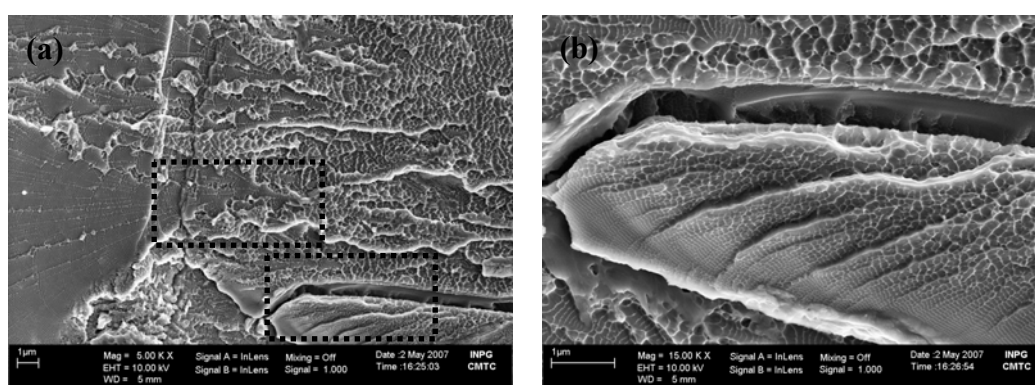 (a)
1µm
Mag = 5.00 K X
EHT = 10.00 kV
WD = 5 mm
Signal A = InLens
Signal B = InLens
Mixing = Off
Signal = 1.000
Date :2 May 2007
Time :16:25:03
INPG
CMTC
(b)
1µm
Mag = 15.00 K X
EHT = 10.00 kV
WD = 5 mm
Signal A = InLens
Signal B = InLens
Mixing = Off
Signal = 1.000
Date :2 May 2007
Time :16:26:54
INPG
CMTC